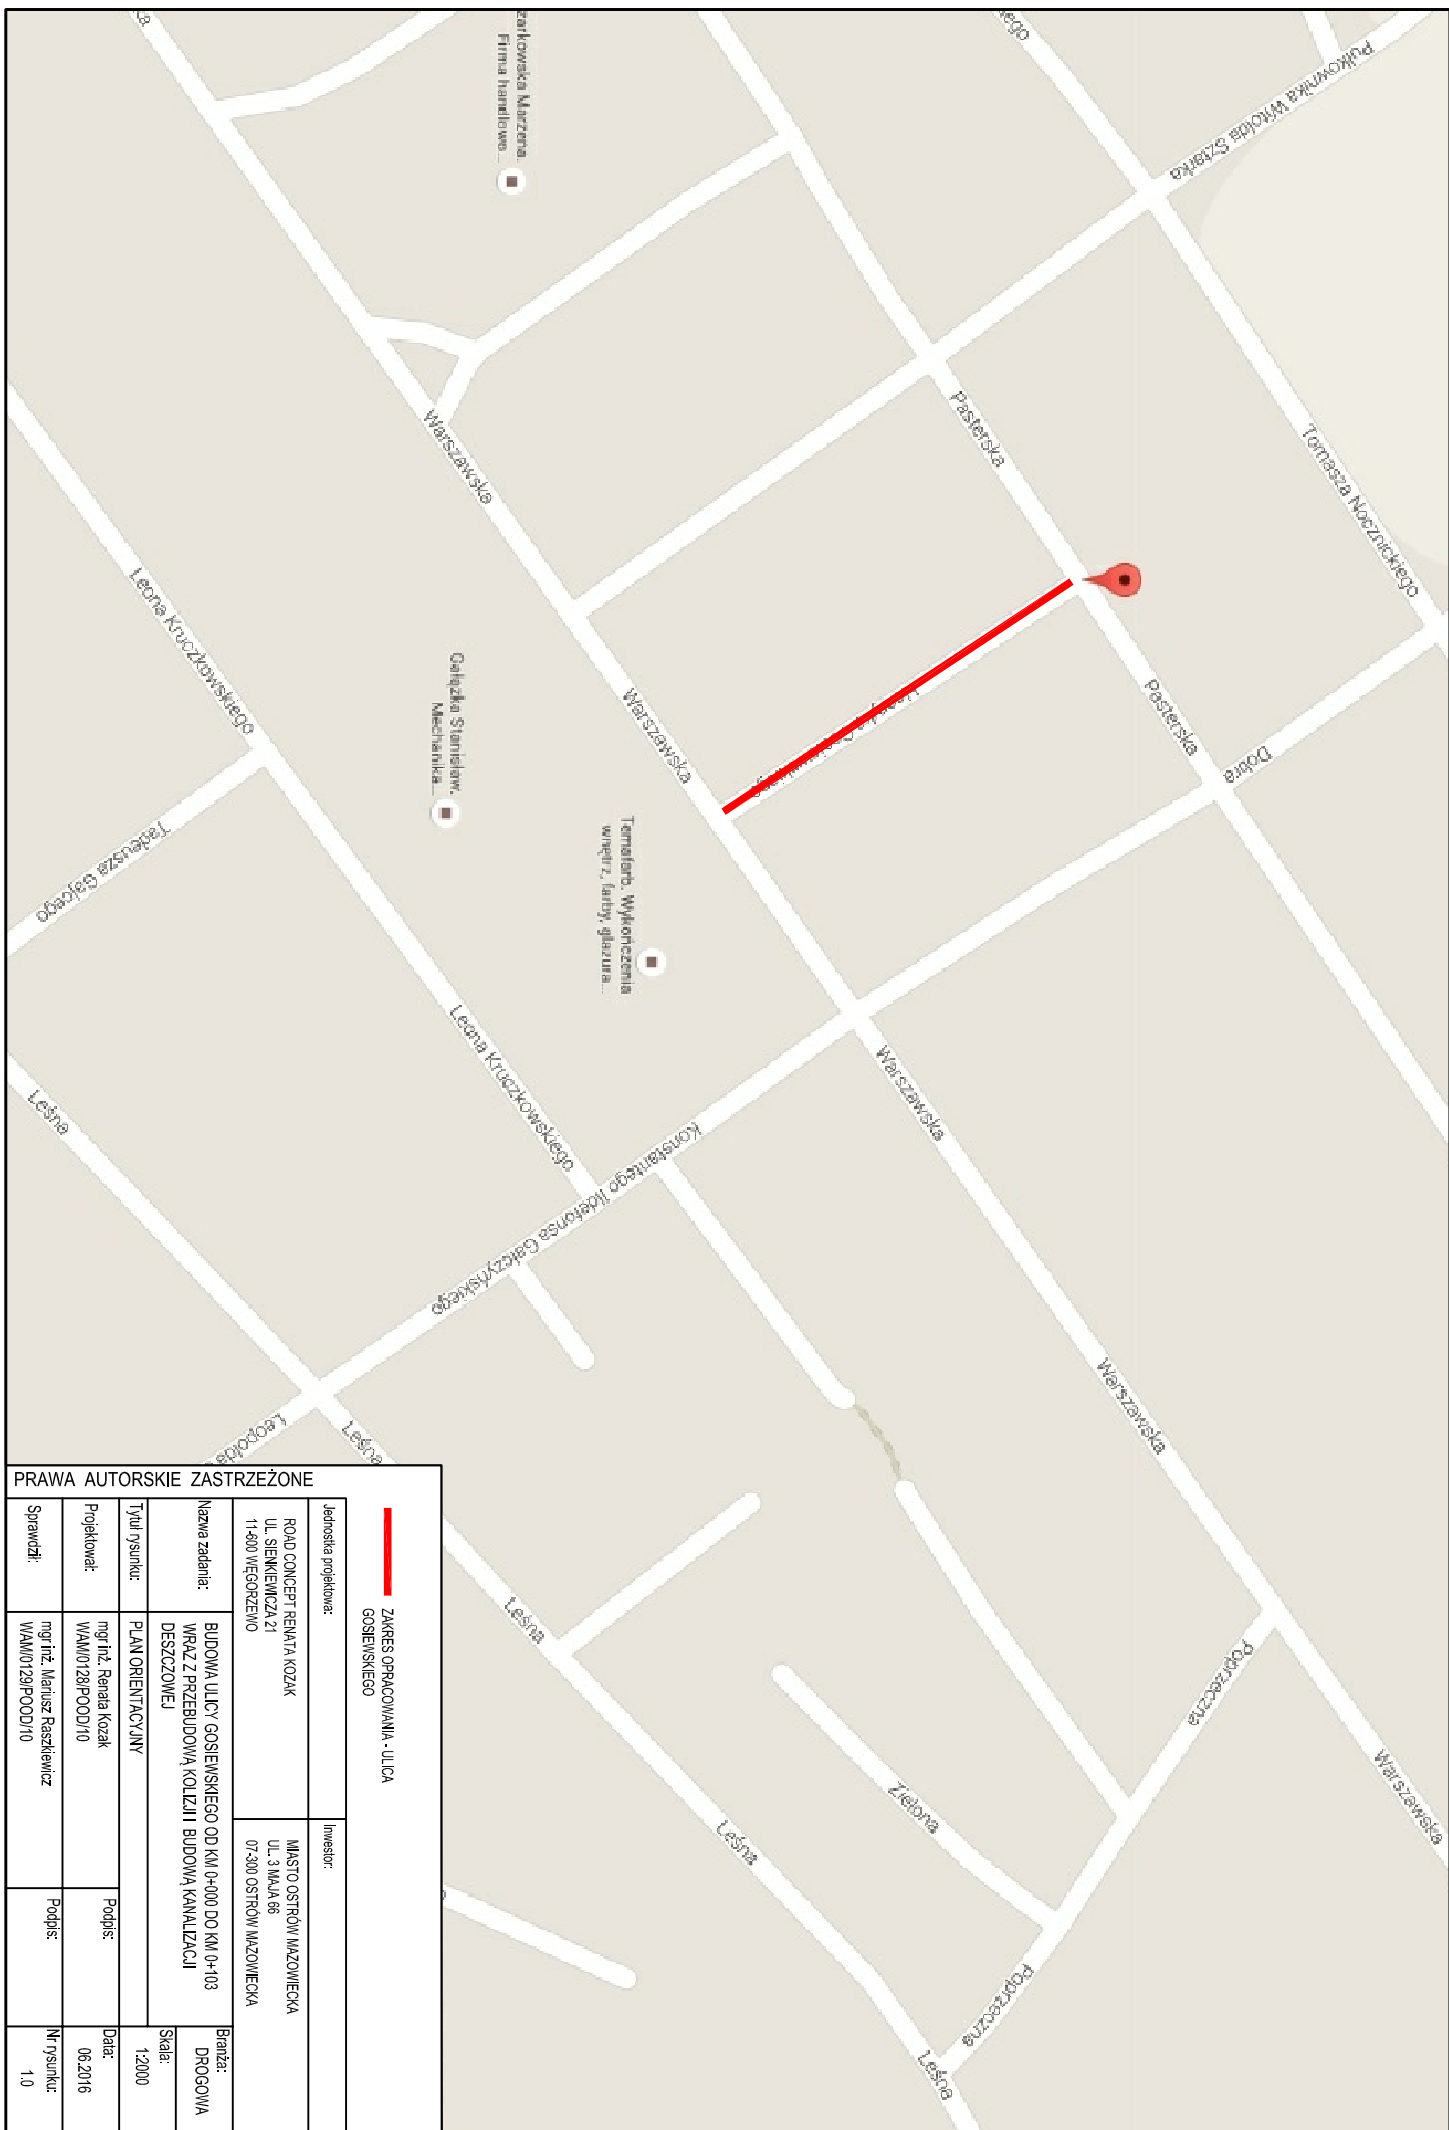 Pułkownika Witolda Sztarka
Tomasza Nocznickiego
Pasterska
Pasterska
Dobra
Firma handlowa...
Warszawska
Warszawska
Warszawska
Warszawska
Warszawska
Temafarb. Wykończenia
wnętrz, farby, glazura...
Gałązka Stanisław.
Mechanika...
Leona Kruczkowskiego
Leona Kruczkowskiego
Tadeusza Gajcego
Konstantego Ildefonsa Gałczyńskiego
Leśna
Leśna
Leśna
Leśna
Leśna
Poprzeczna
Poprzeczna
Zielona
ZAKRES OPRACOWANIA - ULICA
GOSIEWSKIEGO
PRAWA AUTORSKIE ZASTRZEŻONE
Jednostka projektowa:
ROAD CONCEPT RENATA KOZAK
UL. SIENKIEWICZA 21
11-600 WĘGORZEWO
Inwestor:
MIASTO OSTRÓW MAZOWIECKA
UL. 3 MAJA 66
07-300 OSTRÓW MAZOWIECKA
Nazwa zadania:
BUDOWA ULICY GOSIEWSKIEGO OD KM 0+000 DO KM 0+103
WRAZ Z PRZEBUDOWĄ KOLIZJI I BUDOWĄ KANALIZACJI
DESZCZOWEJ
Branża:
DROGOWA
Tytuł rysunku:
PLAN ORIENTACYJNY
Skala:
1:2000
Projektował:
mgr inż. Renata Kozak
WAM/0128/POOD/10
Podpis:
Data:
06.2016
Sprawdził:
mgr inż. Mariusz Raszkiewicz
WAM/0129/POOD/10
Podpis:
Nr rysunku:
1.0